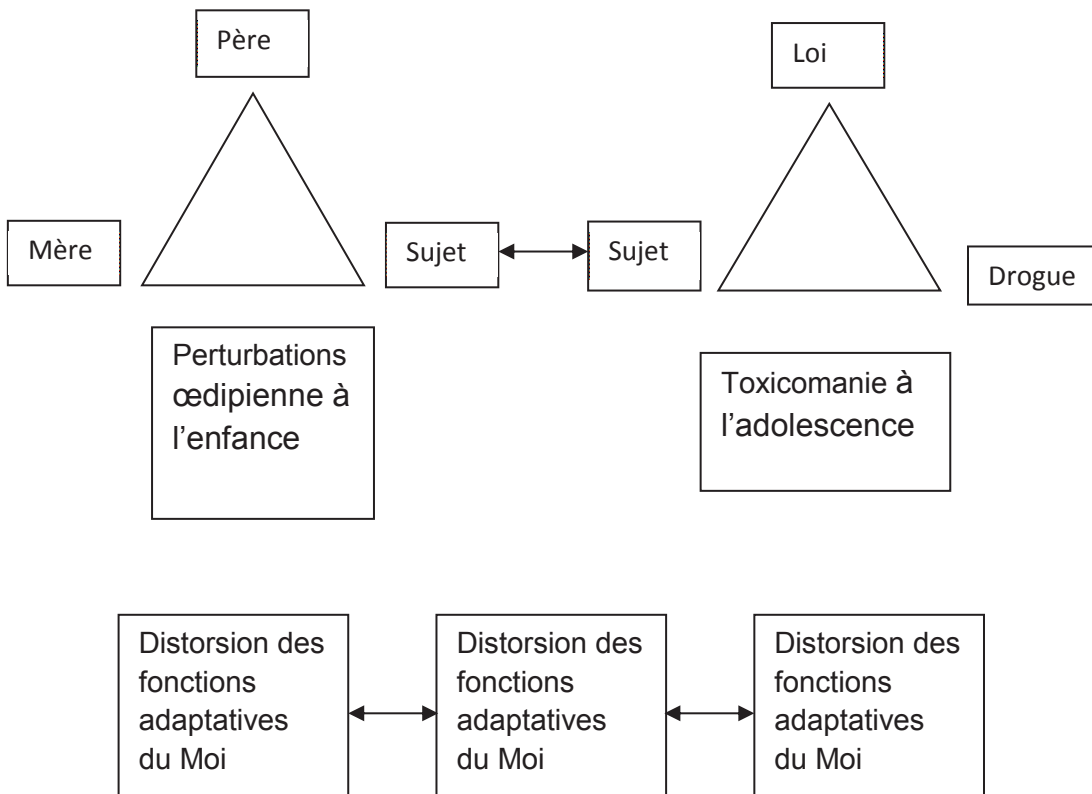 Père
Loi
Mère
Sujet
Sujet
Drogue
Perturbations
œdipienne à
l’enfance
Toxicomanie à
l’adolescence
Distorsion des
fonctions
adaptatives
du Moi
Distorsion des
fonctions
adaptatives
du Moi
Distorsion des
fonctions
adaptatives
du Moi